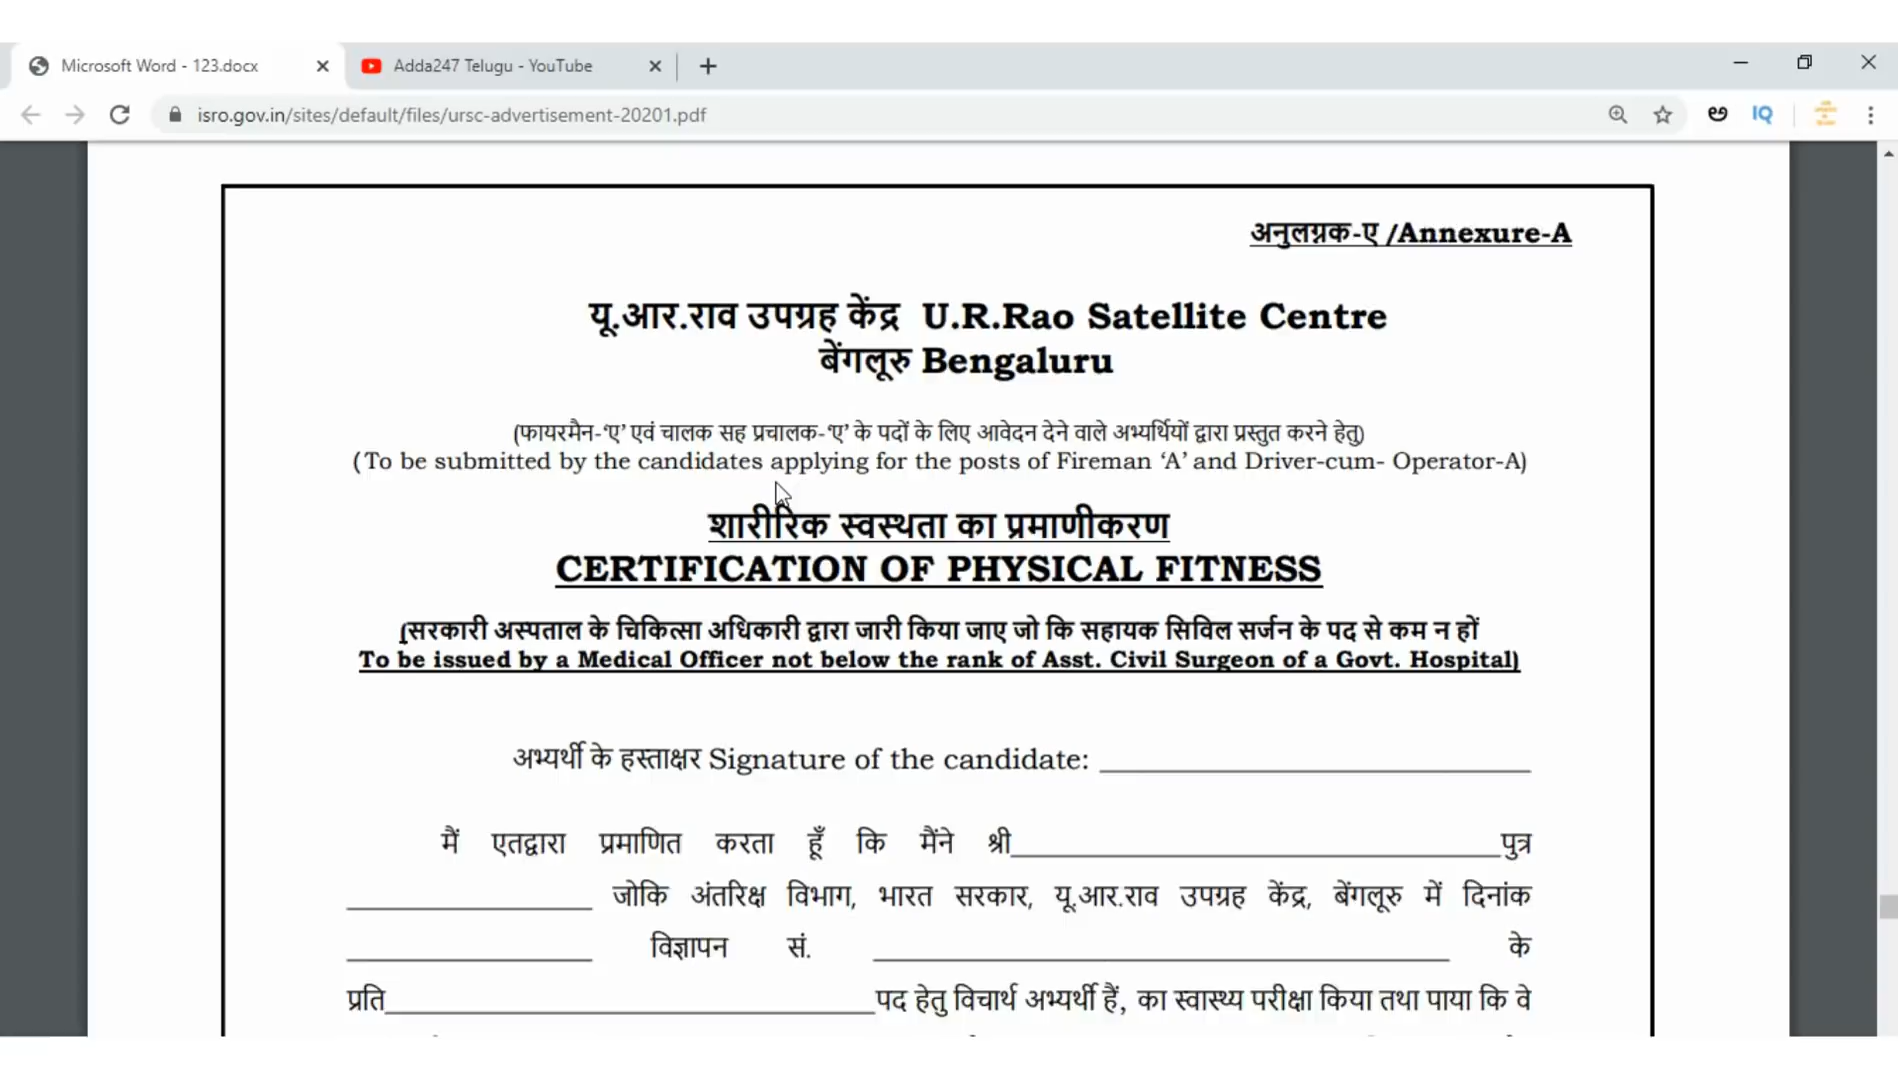 Microsoft Word - 123.docx
Adda247 Telugu - YouTube
isro.gov.in/sites/default/files/ursc-advertisement-20201.pdf
IQ
अनुलग्नक-ए /Annexure-A
यू.आर.राव उपग्रह केंद्र U.R.Rao Satellite Centre
बेंगलूरु Bengaluru
(फायरमैन-‘ए’ एवं चालक सह प्रचालक-‘ए’ के पदों के लिए आवेदन देने वाले अभ्यर्थियों द्वारा प्रस्तुत करने हेतु)
(To be submitted by the candidates applying for the posts of Fireman ‘A’ and Driver-cum- Operator-A)
शारीरिक स्वस्थता का प्रमाणीकरण
CERTIFICATION OF PHYSICAL FITNESS
(सरकारी अस्पताल के चिकित्सा अधिकारी द्वारा जारी किया जाए जो कि सहायक सिविल सर्जन के पद से कम न हों
To be issued by a Medical Officer not below the rank of Asst. Civil Surgeon of a Govt. Hospital)
अभ्यर्थी के हस्ताक्षर Signature of the candidate: ____________________
मैं एतद्वारा प्रमाणित करता हूँ कि मैंने श्री____________________पुत्र
____________ जोकि अंतरिक्ष विभाग, भारत सरकार, यू.आर.राव उपग्रह केंद्र, बेंगलूरु में दिनांक
____________ विज्ञापन सं. ____________________ के
प्रति____________________पद हेतु विचार्थ अभ्यर्थी हैं, का स्वास्थ्य परीक्षा किया तथा पाया कि वे